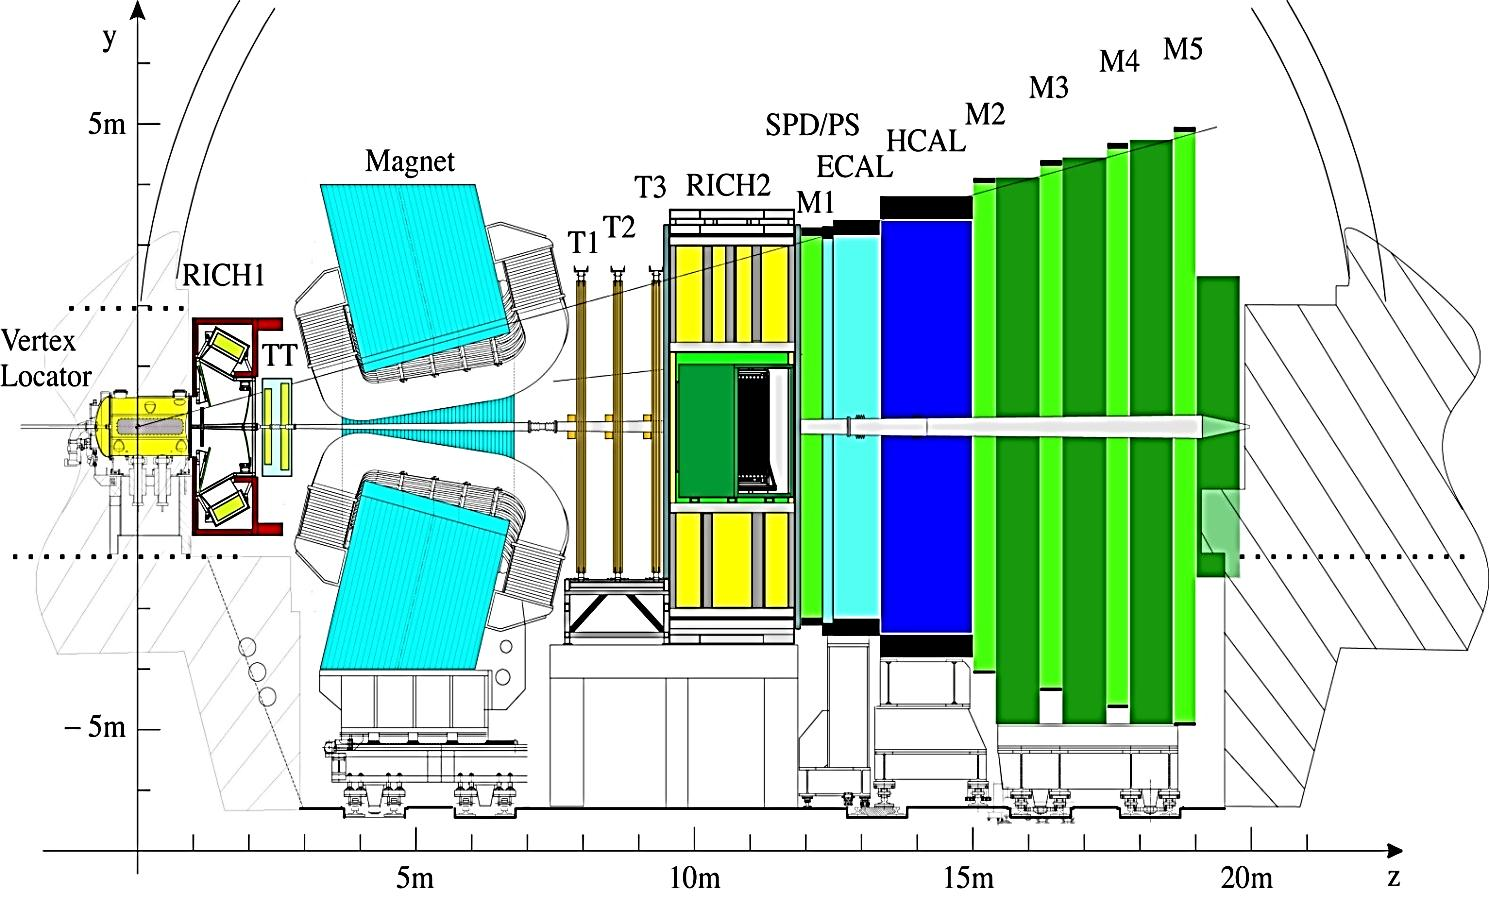 y
M5
M4
M3
5m
M2
SPD/PS
HCAL
Magnet
ECAL
T3
RICH2
M1
T2
T1
RICH1
Vertex
Locator
TT
– 5m
5m
10m
15m
20m
z